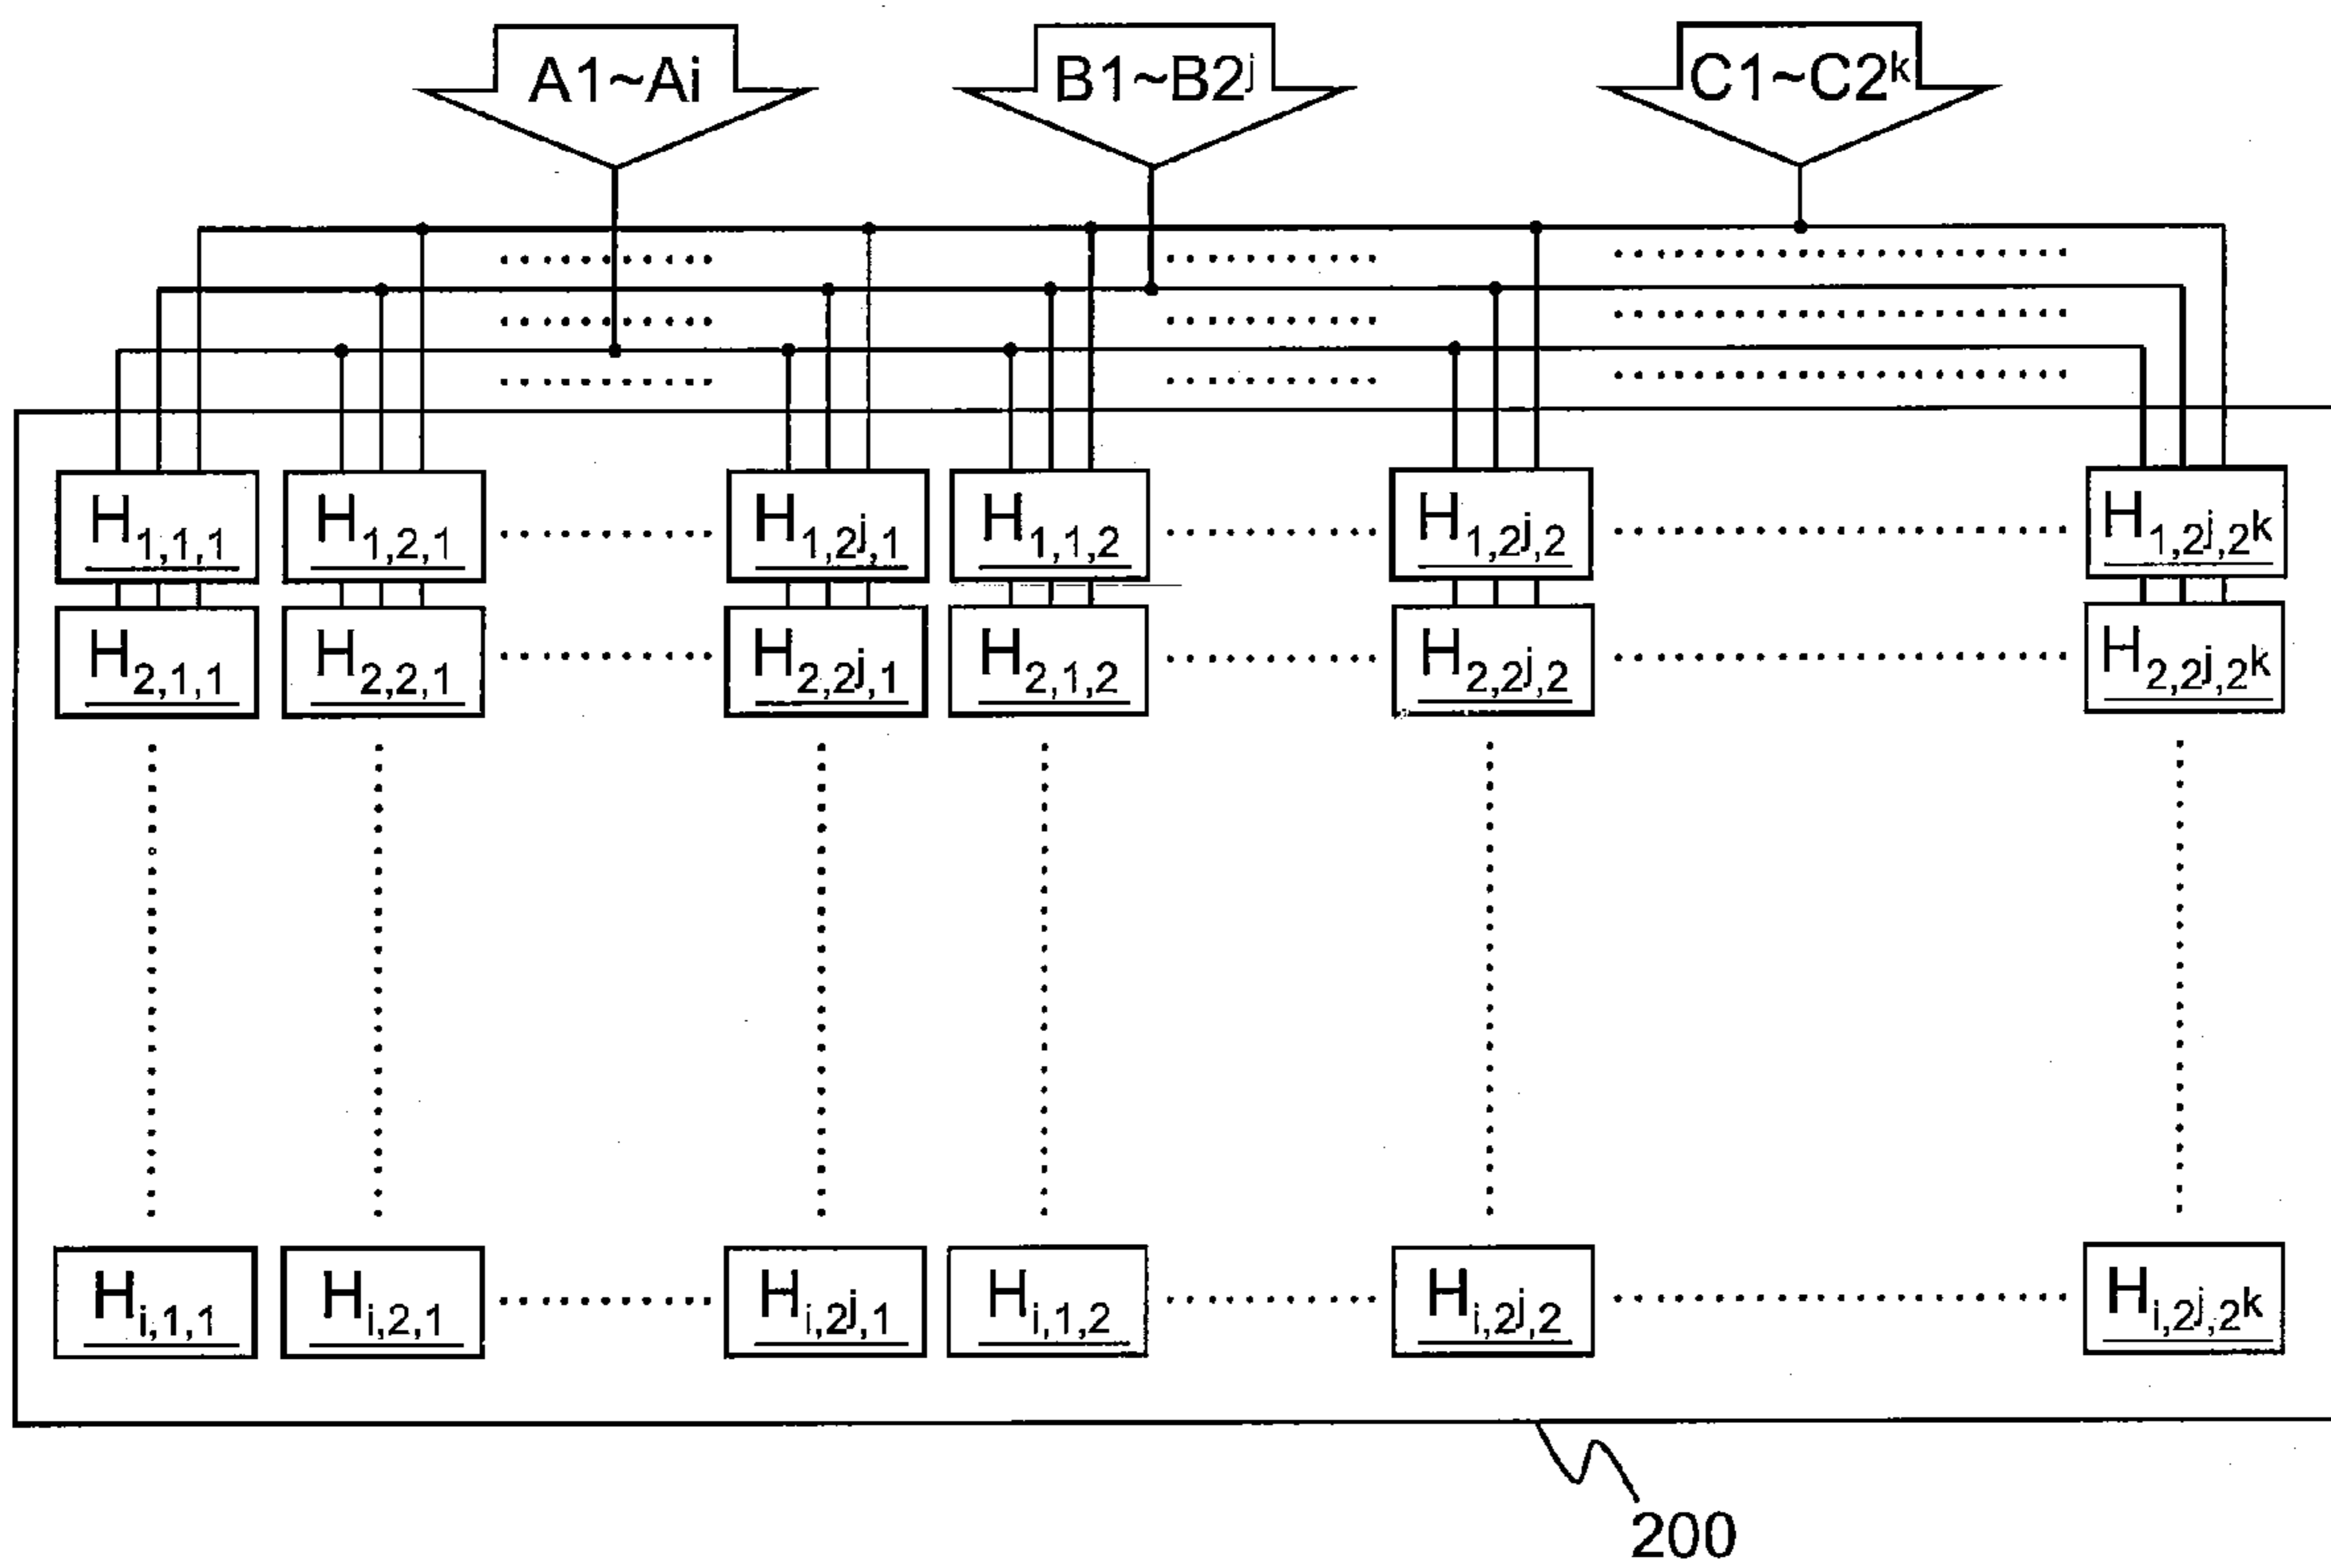 A1~Ai B1~B2ʲ C1~C2ᵏ
H1,1,1 H1,2,1 H1,2ʲ,1 H1,1,2 H1,2ʲ,2 H1,2ʲ,2ᵏ
H2,1,1 H2,2,1 H2,2ʲ,1 H2,1,2 H2,2ʲ,2 H2,2ʲ,2ᵏ
Hi,1,1 Hi,2,1 Hi,2ʲ,1 Hi,1,2 Hi,2ʲ,2 Hi,2ʲ,2ᵏ
200